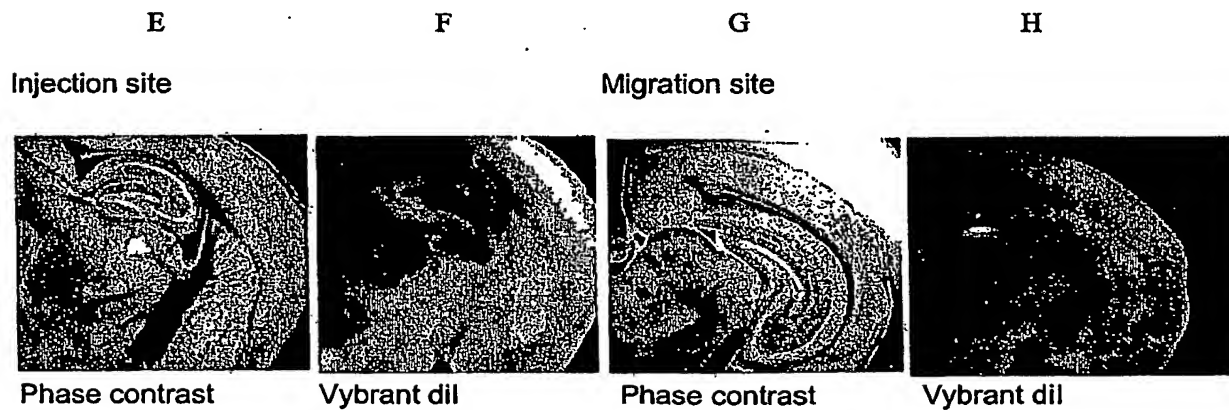 E F G H
Injection site Migration site
Phase contrast Vybrant dil Phase contrast Vybrant dil